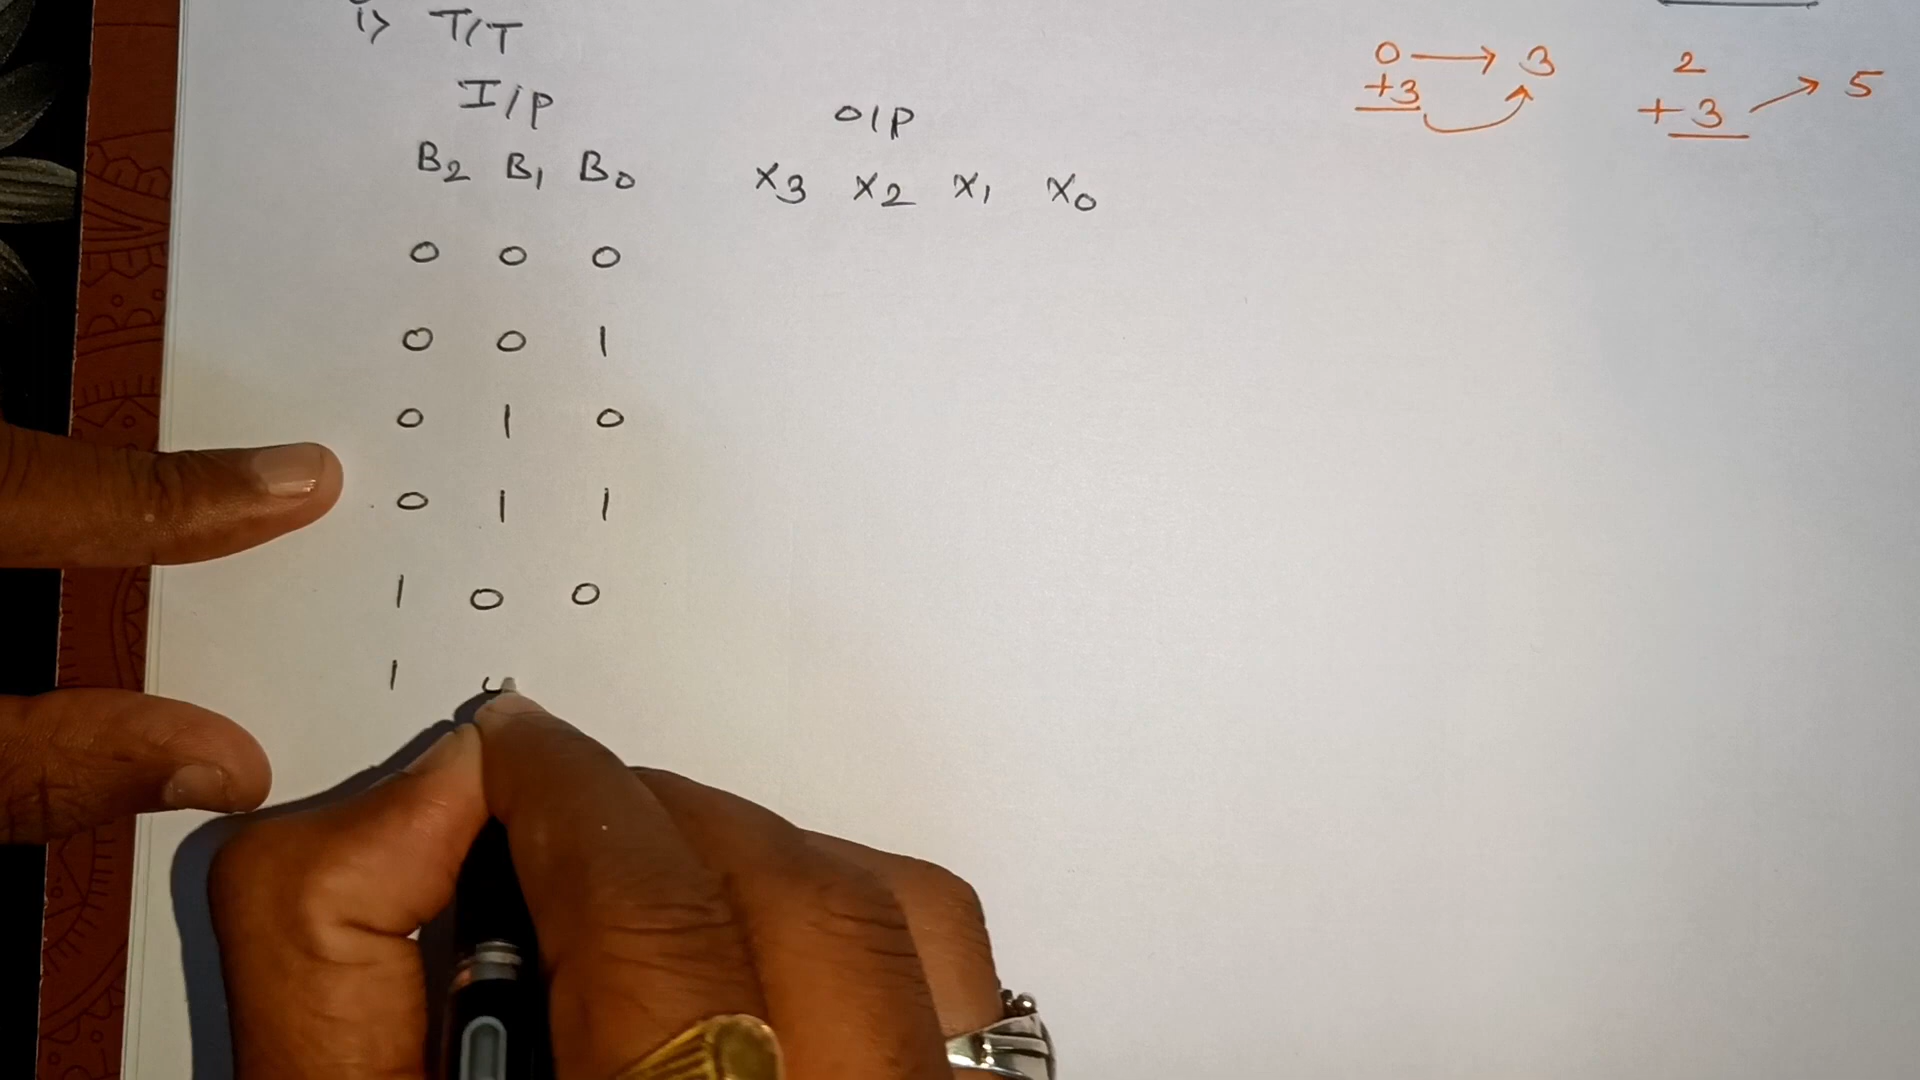 i> T/T
I/P
O/P
B2 B1 B0
X3 X2 X1 X0
0 0 0
0 0 1
0 1 0
0 1 1
1 0 0
1
0 → 3
+3
2
+3 → 5